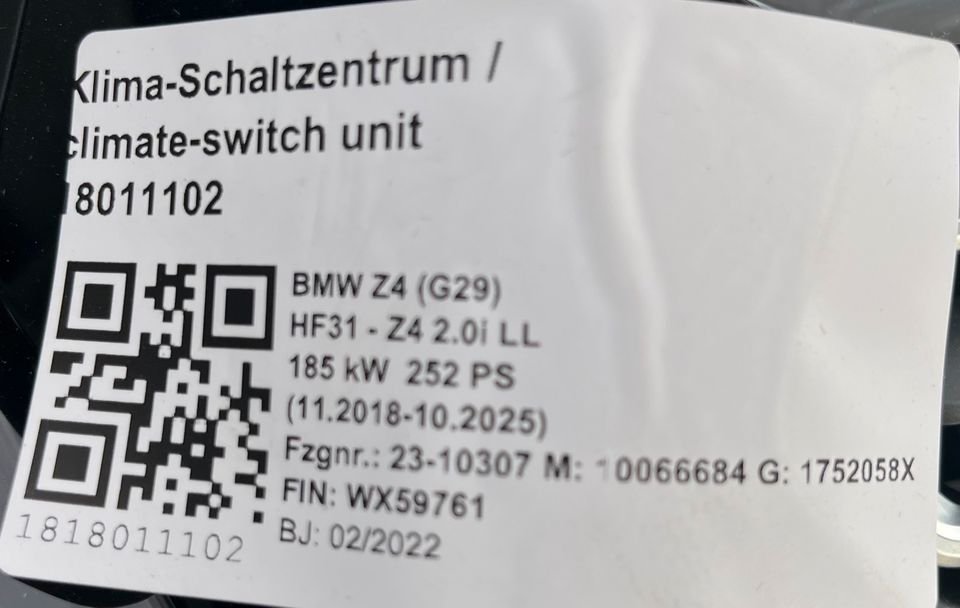 Klima-Schaltzentrum /
climate-switch unit
18011102
BMW Z4 (G29)
HF31 - Z4 2.0i LL
185 kW 252 PS
(11.2018-10.2025)
Fzgnr.: 23-10307 M: 10066684 G: 1752058X
FIN: WX59761
BJ: 02/2022
1818011102